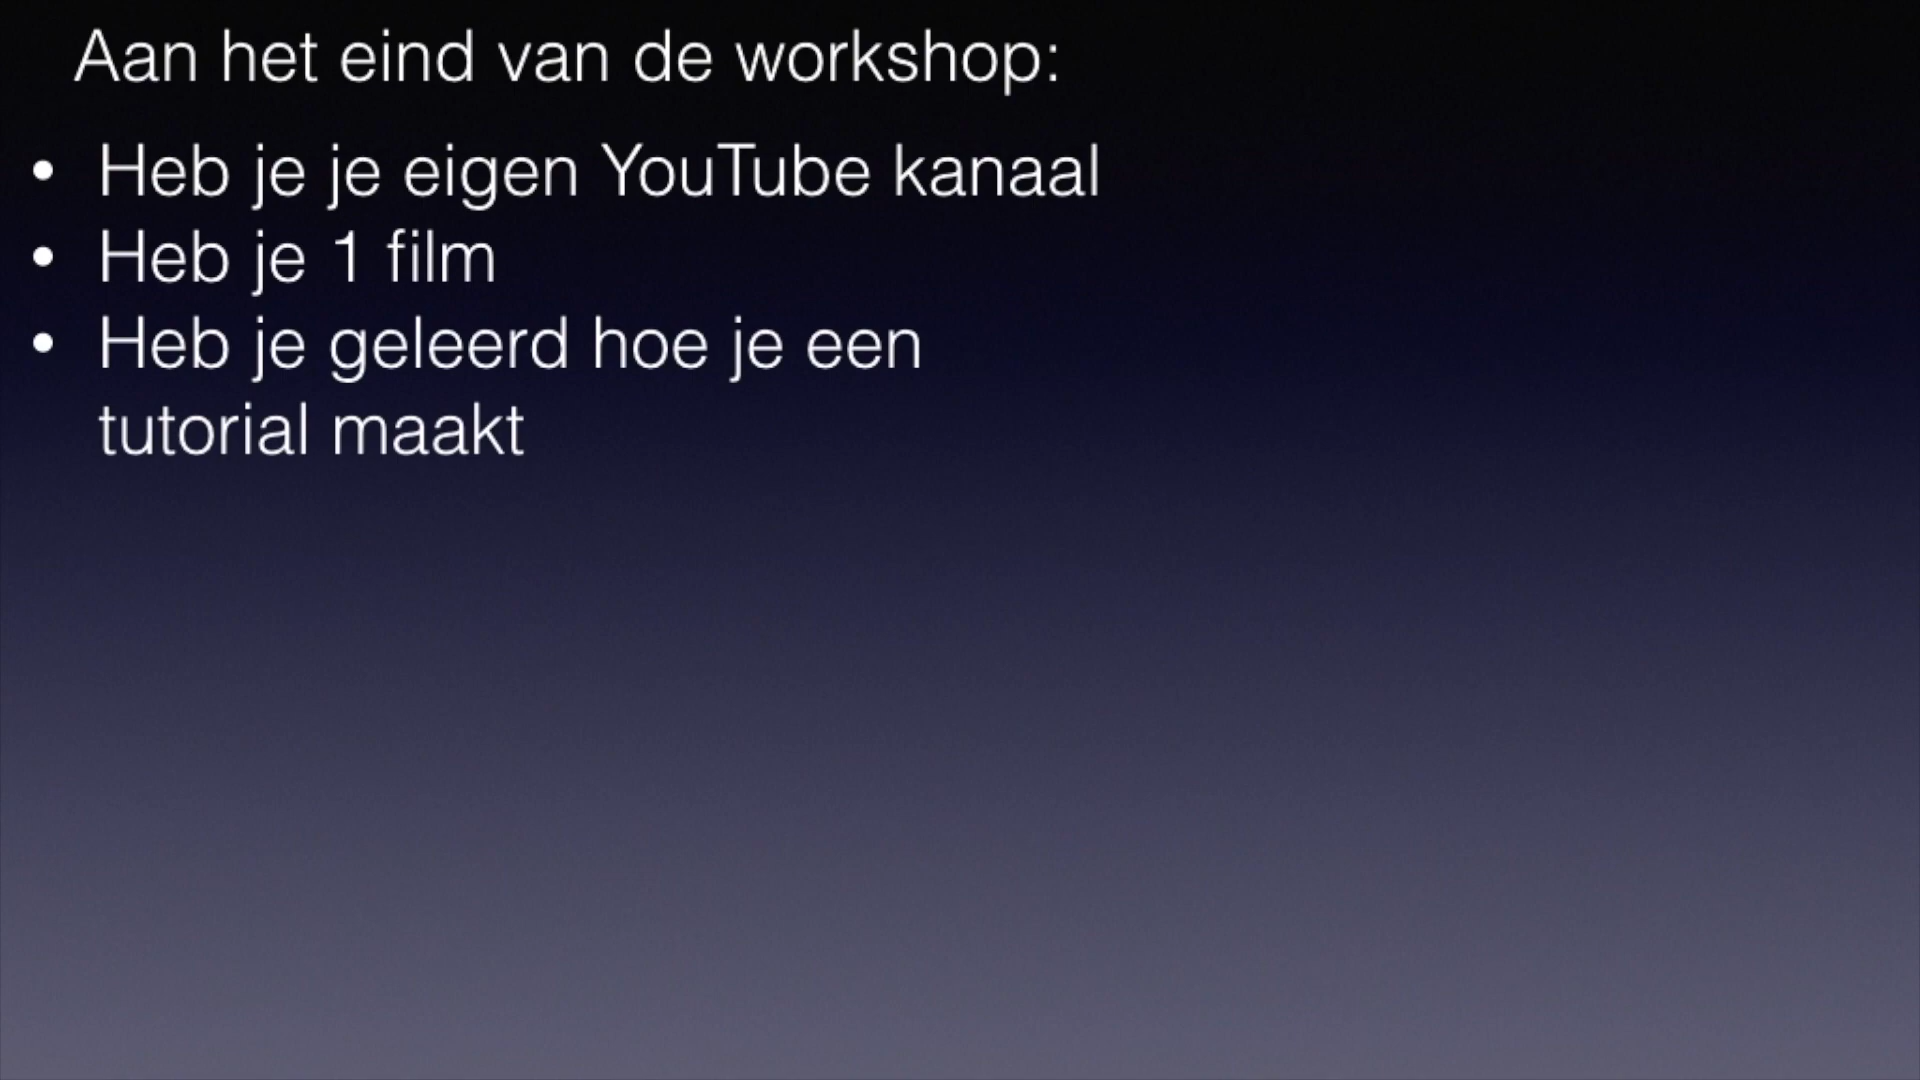 Aan het eind van de workshop:
• Heb je je eigen YouTube kanaal
• Heb je 1 film
• Heb je geleerd hoe je een
tutorial maakt